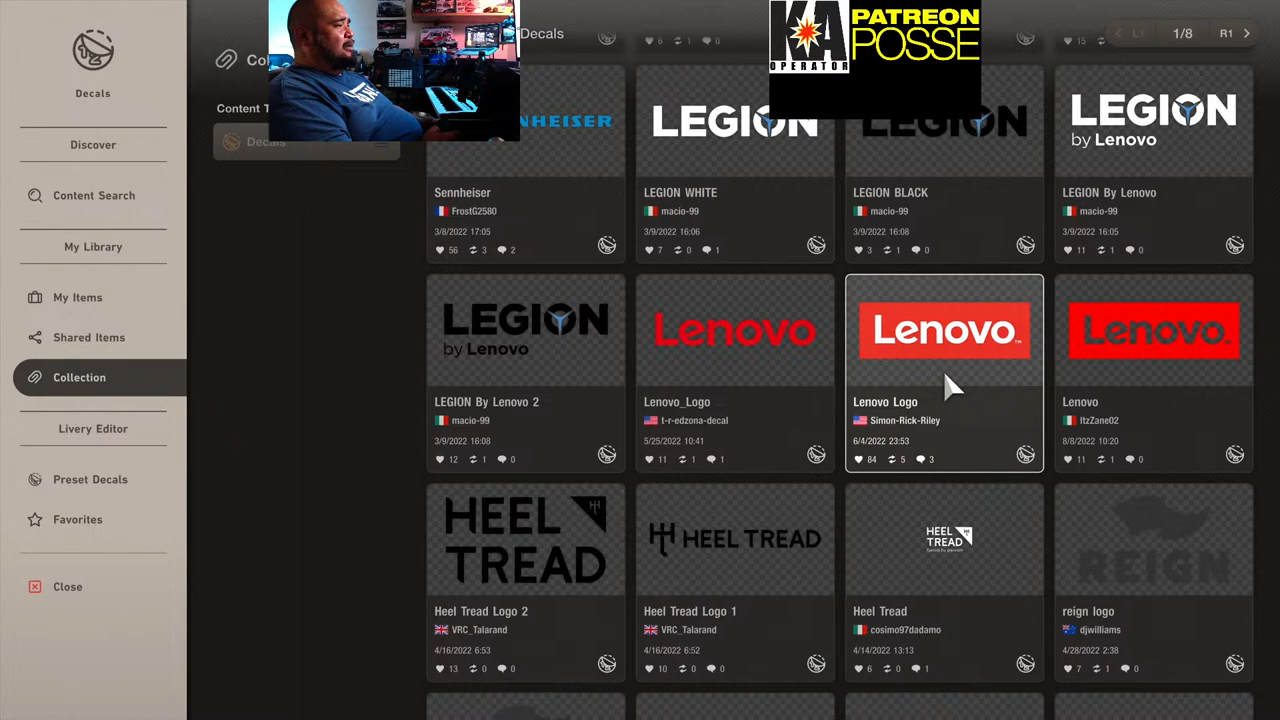 Decals
Discover
Content Search
My Library
My Items
Shared Items
Collection
Livery Editor
Preset Decals
Favorites
Close
Decals
KA
OPERATOR
PATREON
POSSE
L1
1/8
R1
Content
Decals
6 1 0
15
NHEISER
Sennheiser
FrostG2580
3/8/2022 17:05
56 3 2
LEGION
LEGION WHITE
macio-99
3/9/2022 16:06
7 0 1
LEGION
LEGION BLACK
macio-99
3/9/2022 16:08
3 1 0
LEGION
by Lenovo
LEGION By Lenovo
macio-99
3/9/2022 16:05
11 1 0
LEGION
by Lenovo
LEGION By Lenovo 2
macio-99
3/9/2022 16:08
12 1 0
Lenovo
Lenovo_Logo
t-r-edzona-decal
5/25/2022 10:41
11 1 1
Lenovo™
Lenovo Logo
Simon-Rick-Riley
6/4/2022 23:53
84 5 3
Lenovo
Lenovo
ItzZane02
8/8/2022 10:20
11 1 0
HEEL
TREAD
Heel Tread Logo 2
VRC_Talarand
4/16/2022 6:53
13 0 0
HEEL TREAD
Heel Tread Logo 1
VRC_Talarand
4/16/2022 6:52
10 0 0
HEEL
TREAD
Heel Tread
cosimo97dadamo
4/14/2022 13:13
6 0 1
REIGN
reign logo
djwilliams
4/28/2022 2:38
7 1 0